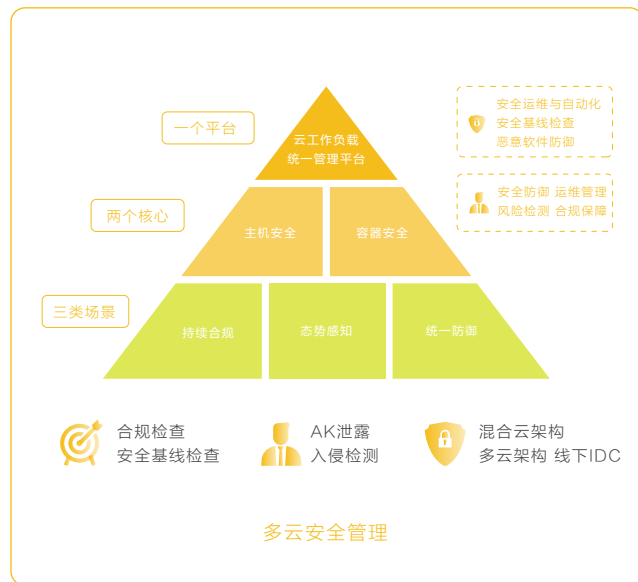 一个平台
云工作负载
统一管理平台
安全运维与自动化
安全基线检查
恶意软件防御
两个核心
主机安全
容器安全
安全防御 运维管理
风险检测 合规保障
三类场景
持续合规
态势感知
统一防御
合规检查
安全基线检查
AK泄露
入侵检测
混合云架构
多云架构 线下IDC
多云安全管理